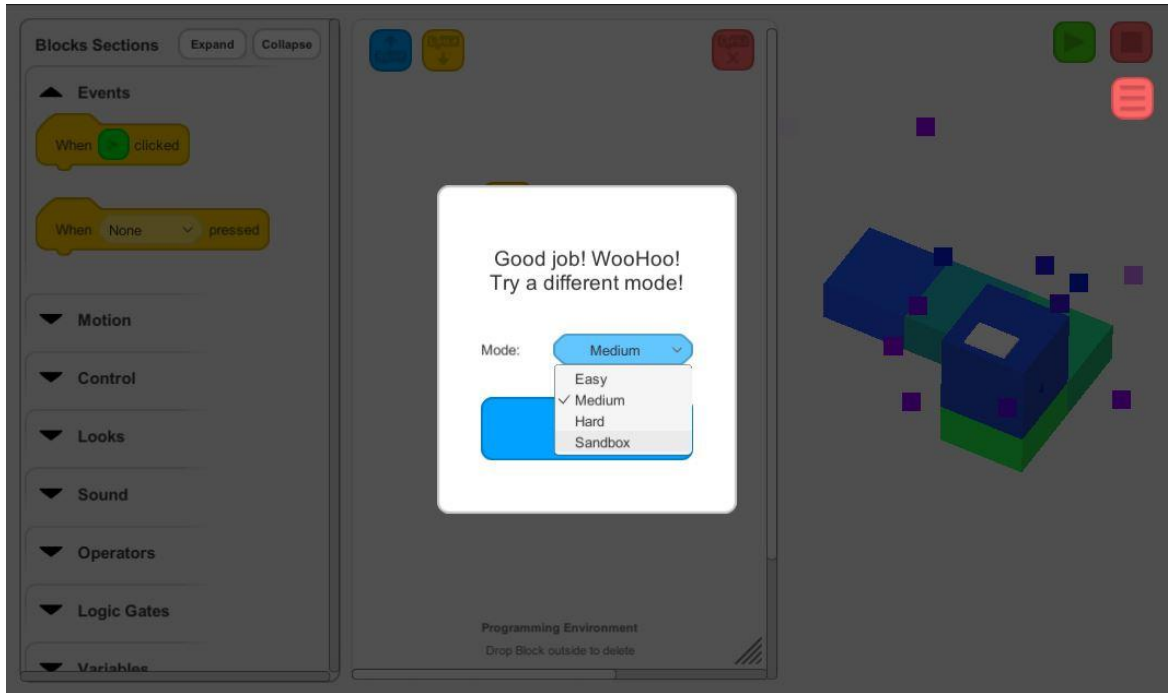 Blocks Sections
Expand
Collapse
Events
When clicked
When None pressed
Motion
Control
Looks
Sound
Operators
Logic Gates
Variables
Good job! WooHoo!
Try a different mode!
Mode: Medium
Easy
Medium
Hard
Sandbox
Programming Environment
Drop Block outside to delete